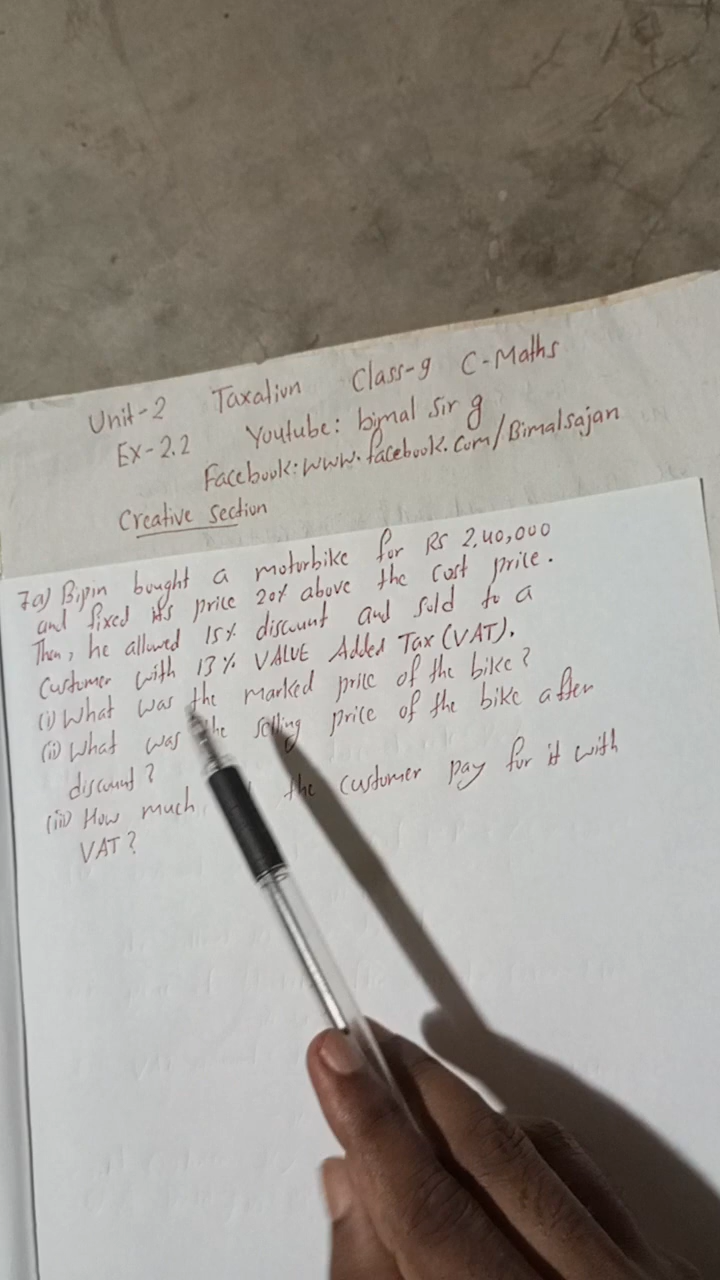 Unit-2 Taxation Class-9 C-Maths
Ex-2.2 Youtube: bimal sir g
Facebook: www.facebook.com/Bimalsajan
Creative section
7a) Bipin bought a motorbike for RS 2,40,000
and fixed its price 20% above the cost price.
Then, he allowed 15% discount and sold to a
Customer with 13% VALUE Added Tax (VAT).
(i) What was the marked price of the bike?
(ii) What was the selling price of the bike after
discount?
(iii) How much the customer pay for it with
VAT?